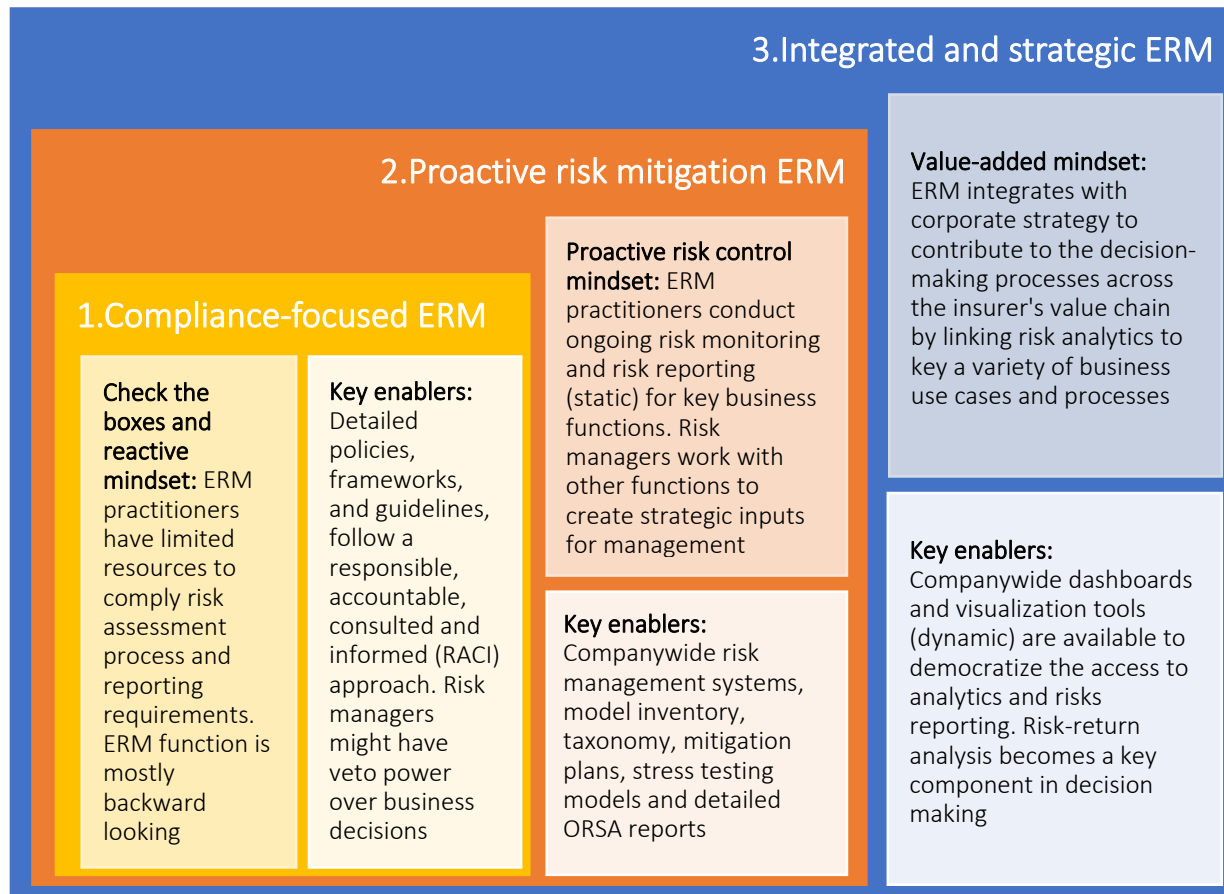 3.Integrated and strategic ERM
2.Proactive risk mitigation ERM
1.Compliance-focused ERM
Check the
boxes and
reactive
mindset: ERM
practitioners
have limited
resources to
comply risk
assessment
process and
reporting
requirements.
ERM function is
mostly
backward
looking
Key enablers:
Detailed
policies,
frameworks,
and guidelines,
follow a
responsible,
accountable,
consulted and
informed (RACI)
approach. Risk
managers
might have
veto power
over business
decisions
Proactive risk control
mindset: ERM
practitioners conduct
ongoing risk monitoring
and risk reporting
(static) for key business
functions. Risk
managers work with
other functions to
create strategic inputs
for management
Key enablers:
Companywide risk
management systems,
model inventory,
taxonomy, mitigation
plans, stress testing
models and detailed
ORSA reports
Value-added mindset:
ERM integrates with
corporate strategy to
contribute to the decision-
making processes across
the insurer's value chain
by linking risk analytics to
key a variety of business
use cases and processes
Key enablers:
Companywide dashboards
and visualization tools
(dynamic) are available to
democratize the access to
analytics and risks
reporting. Risk-return
analysis becomes a key
component in decision
making